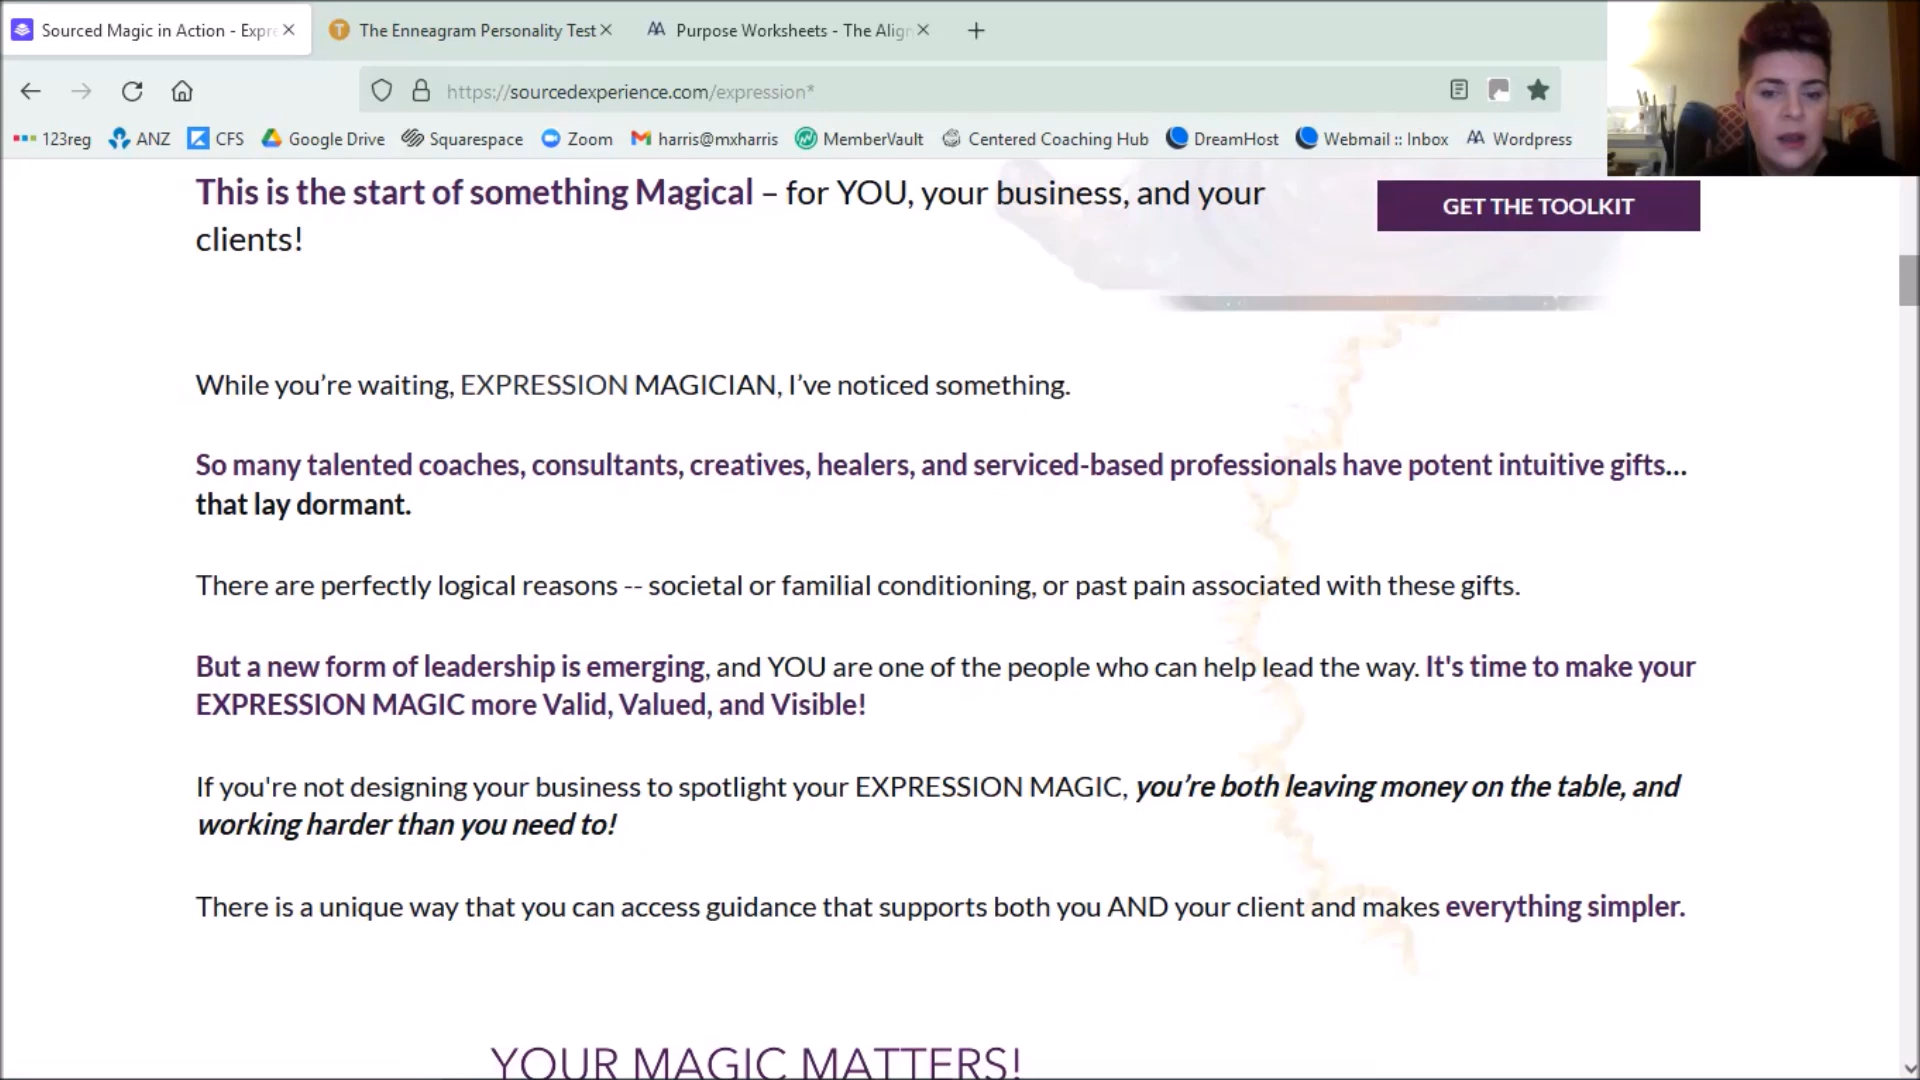 Sourced Magic in Action - Expre
The Enneagram Personality Test
Purpose Worksheets - The Align
https://sourcedexperience.com/expression*
123reg ANZ CFS Google Drive Squarespace Zoom harris@mxharris MemberVault Centered Coaching Hub DreamHost Webmail :: Inbox Wordpress
This is the start of something Magical – for YOU, your business, and your
clients!
GET THE TOOLKIT
While you’re waiting, EXPRESSION MAGICIAN, I’ve noticed something.
So many talented coaches, consultants, creatives, healers, and serviced-based professionals have potent intuitive gifts...
that lay dormant.
There are perfectly logical reasons -- societal or familial conditioning, or past pain associated with these gifts.
But a new form of leadership is emerging, and YOU are one of the people who can help lead the way. It's time to make your
EXPRESSION MAGIC more Valid, Valued, and Visible!
If you're not designing your business to spotlight your EXPRESSION MAGIC, you’re both leaving money on the table, and
working harder than you need to!
There is a unique way that you can access guidance that supports both you AND your client and makes everything simpler.
YOUR MAGIC MATTERS!